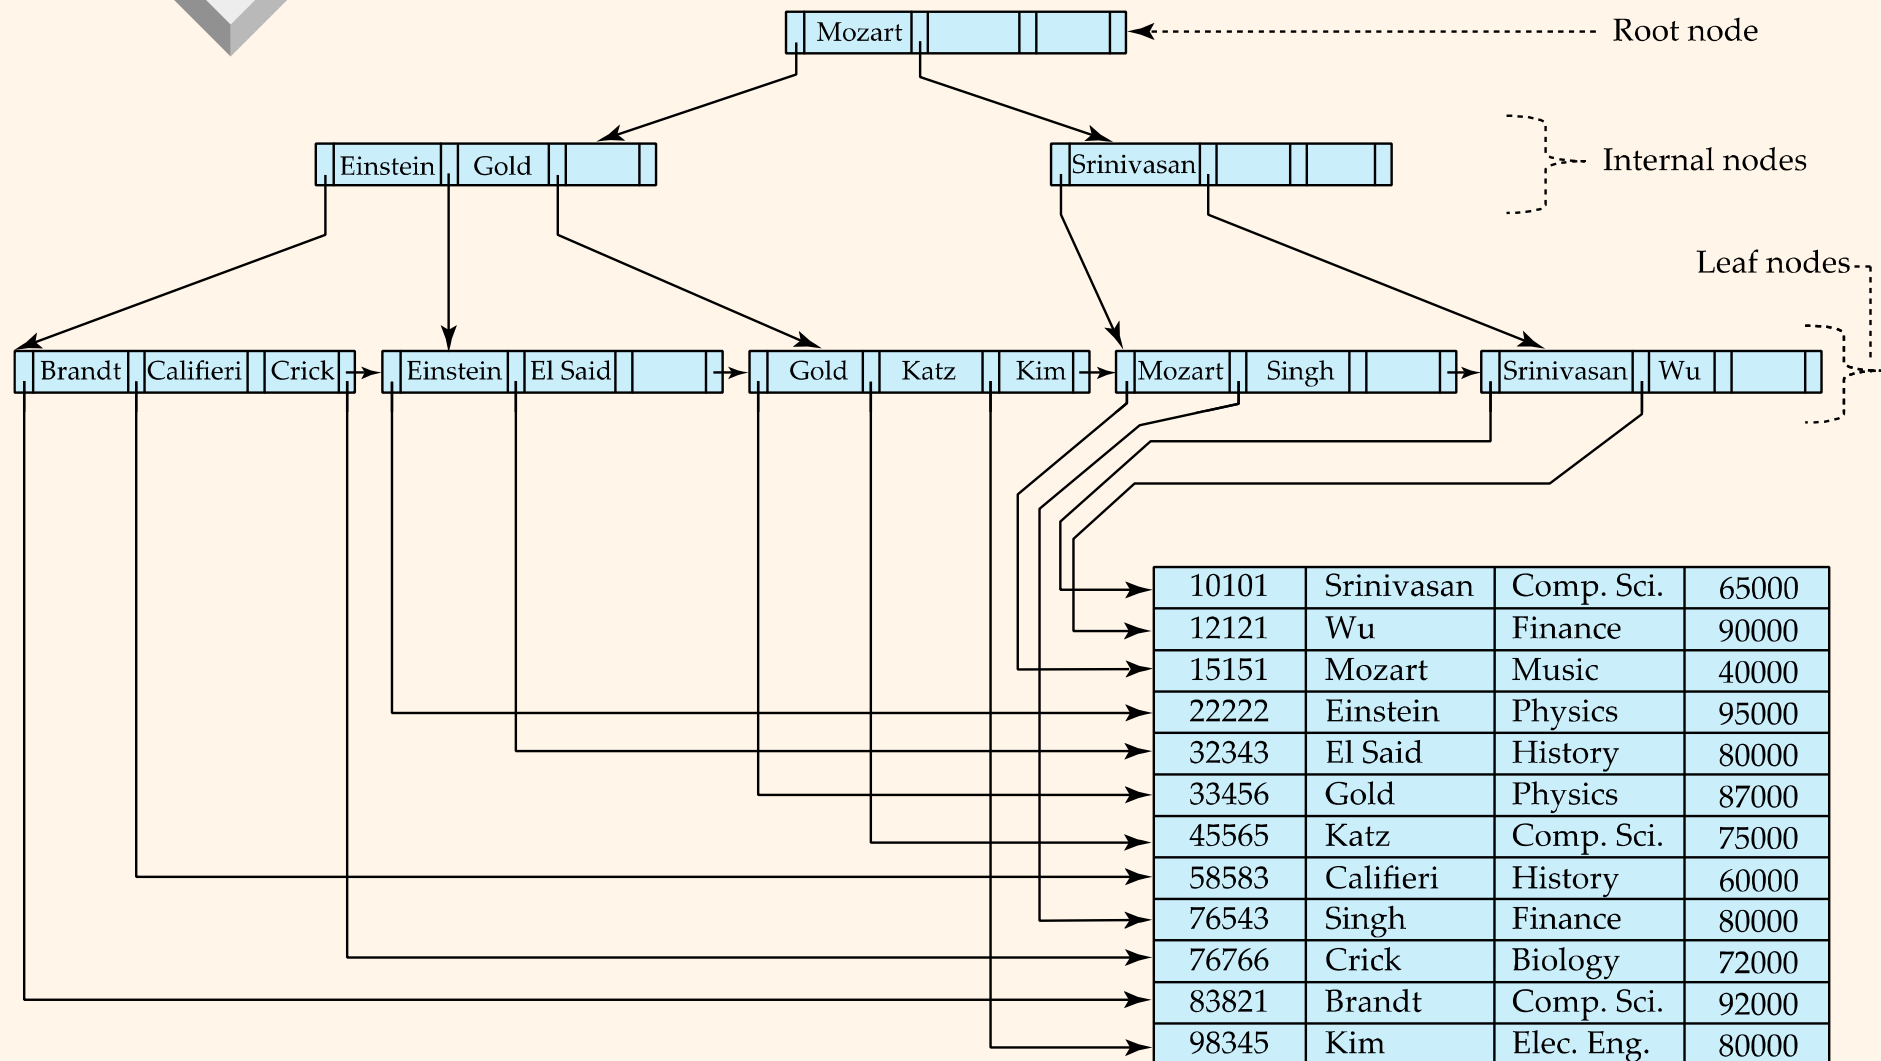 Mozart
Root node
Einstein Gold
Srinivasan
Internal nodes
Leaf nodes
Brandt Califieri Crick
Einstein El Said
Gold Katz Kim
Mozart Singh
Srinivasan Wu
10101 Srinivasan Comp. Sci. 65000
12121 Wu Finance 90000
15151 Mozart Music 40000
22222 Einstein Physics 95000
32343 El Said History 80000
33456 Gold Physics 87000
45565 Katz Comp. Sci. 75000
58583 Califieri History 60000
76543 Singh Finance 80000
76766 Crick Biology 72000
83821 Brandt Comp. Sci. 92000
98345 Kim Elec. Eng. 80000